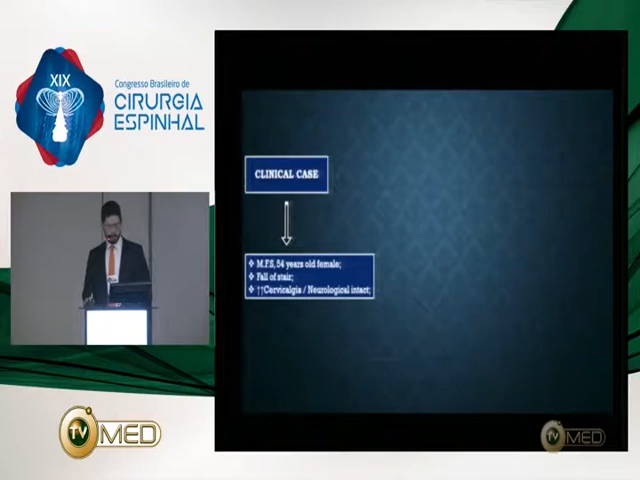 XIX
Congresso Brasileiro de
CIRURGIA
ESPINHAL
CLINICAL CASE
❖ M.F.S, 54 years old female;
❖ Fall of stair;
❖ ↑↑Cervicalgia / Neurological intact;
TV MED
TV MED